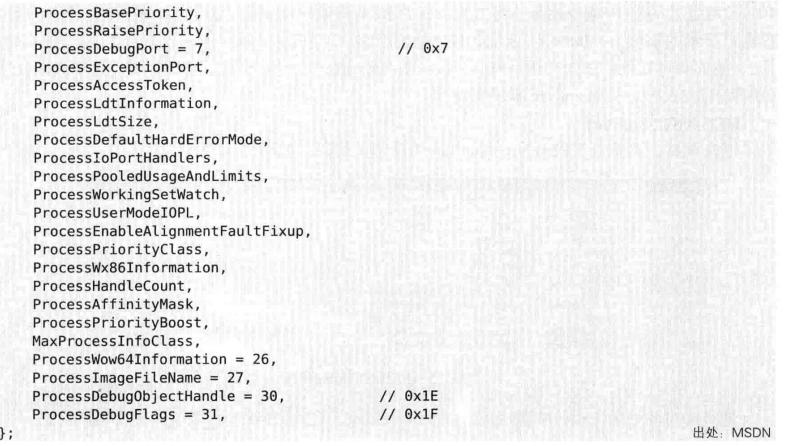 ProcessBasePriority,
ProcessRaisePriority,
ProcessDebugPort = 7, // 0x7
ProcessExceptionPort,
ProcessAccessToken,
ProcessLdtInformation,
ProcessLdtSize,
ProcessDefaultHardErrorMode,
ProcessIoPortHandlers,
ProcessPooledUsageAndLimits,
ProcessWorkingSetWatch,
ProcessUserModeIOPL,
ProcessEnableAlignmentFaultFixup,
ProcessPriorityClass,
ProcessWx86Information,
ProcessHandleCount,
ProcessAffinityMask,
ProcessPriorityBoost,
MaxProcessInfoClass,
ProcessWow64Information = 26,
ProcessImageFileName = 27,
ProcessDebugObjectHandle = 30, // 0x1E
ProcessDebugFlags = 31, // 0x1F
};
出处：MSDN